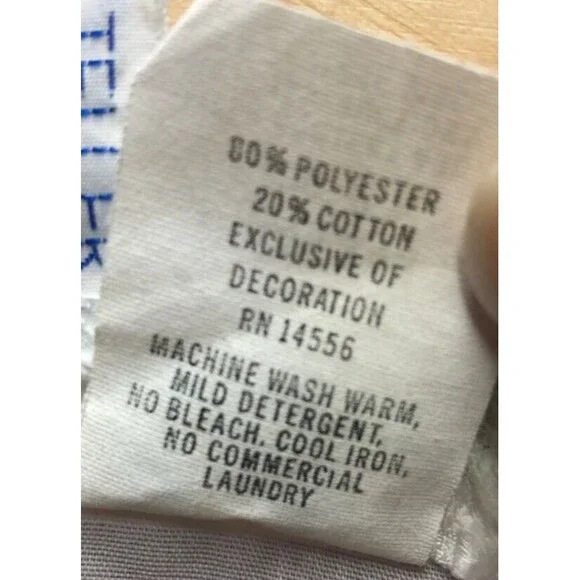 80% POLYESTER
20% COTTON
EXCLUSIVE OF
DECORATION
RN 14556
MACHINE WASH WARM,
MILD DETERGENT,
NO BLEACH. COOL IRON.
NO COMMERCIAL
LAUNDRY